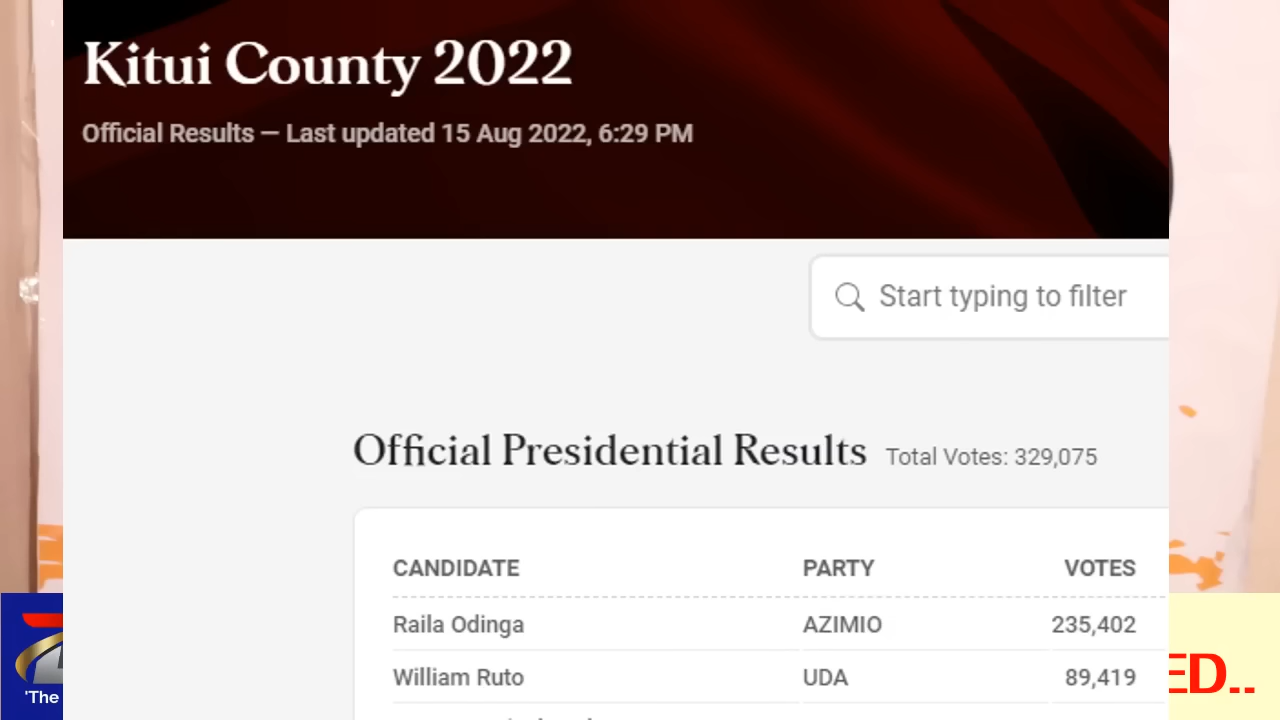 Kitui County 2022
Official Results — Last updated 15 Aug 2022, 6:29 PM
Start typing to filter
Official Presidential Results Total Votes: 329,075
CANDIDATE PARTY VOTES
Raila Odinga AZIMIO 235,402
William Ruto UDA 89,419
'The
ED..